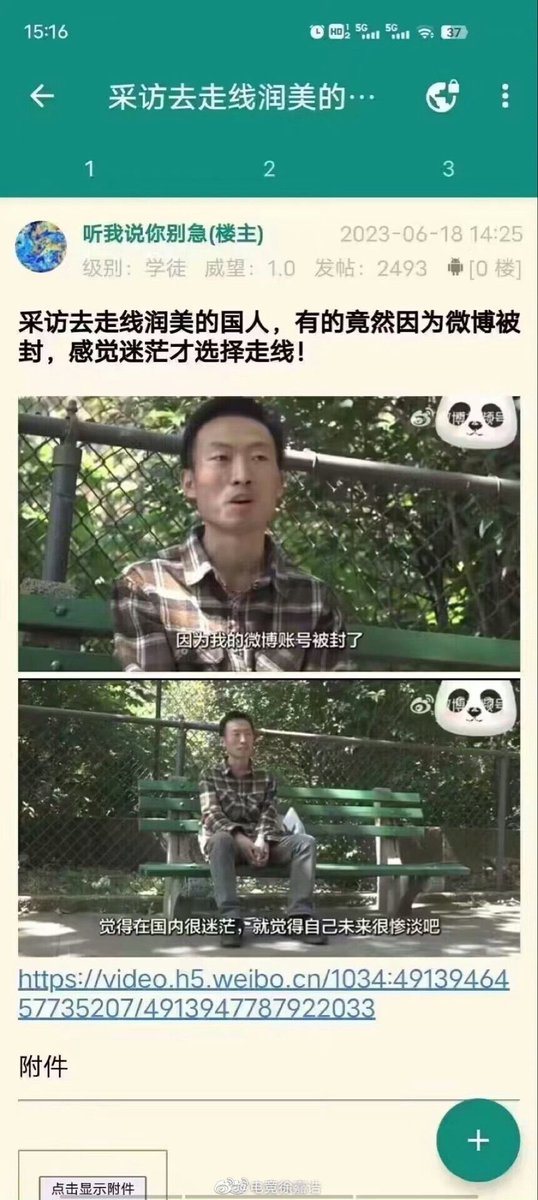 15:16
HD 1 2 5G 5G 37
采访去走线润美的···
1 2 3
听我说你别急(楼主) 2023-06-18 14:25
级别：学徒 威望：1.0 发帖：2493 [0 楼]
采访去走线润美的国人，有的竟然因为微博被
封，感觉迷茫才选择走线！
因为我的微博账号被封了
觉得在国内很迷茫，就觉得自己未来很惨淡吧
https://video.h5.weibo.cn/1034:49139464
57735207/4913947787922033
附件
+
点击显示附件
@电竞徐嘉浩